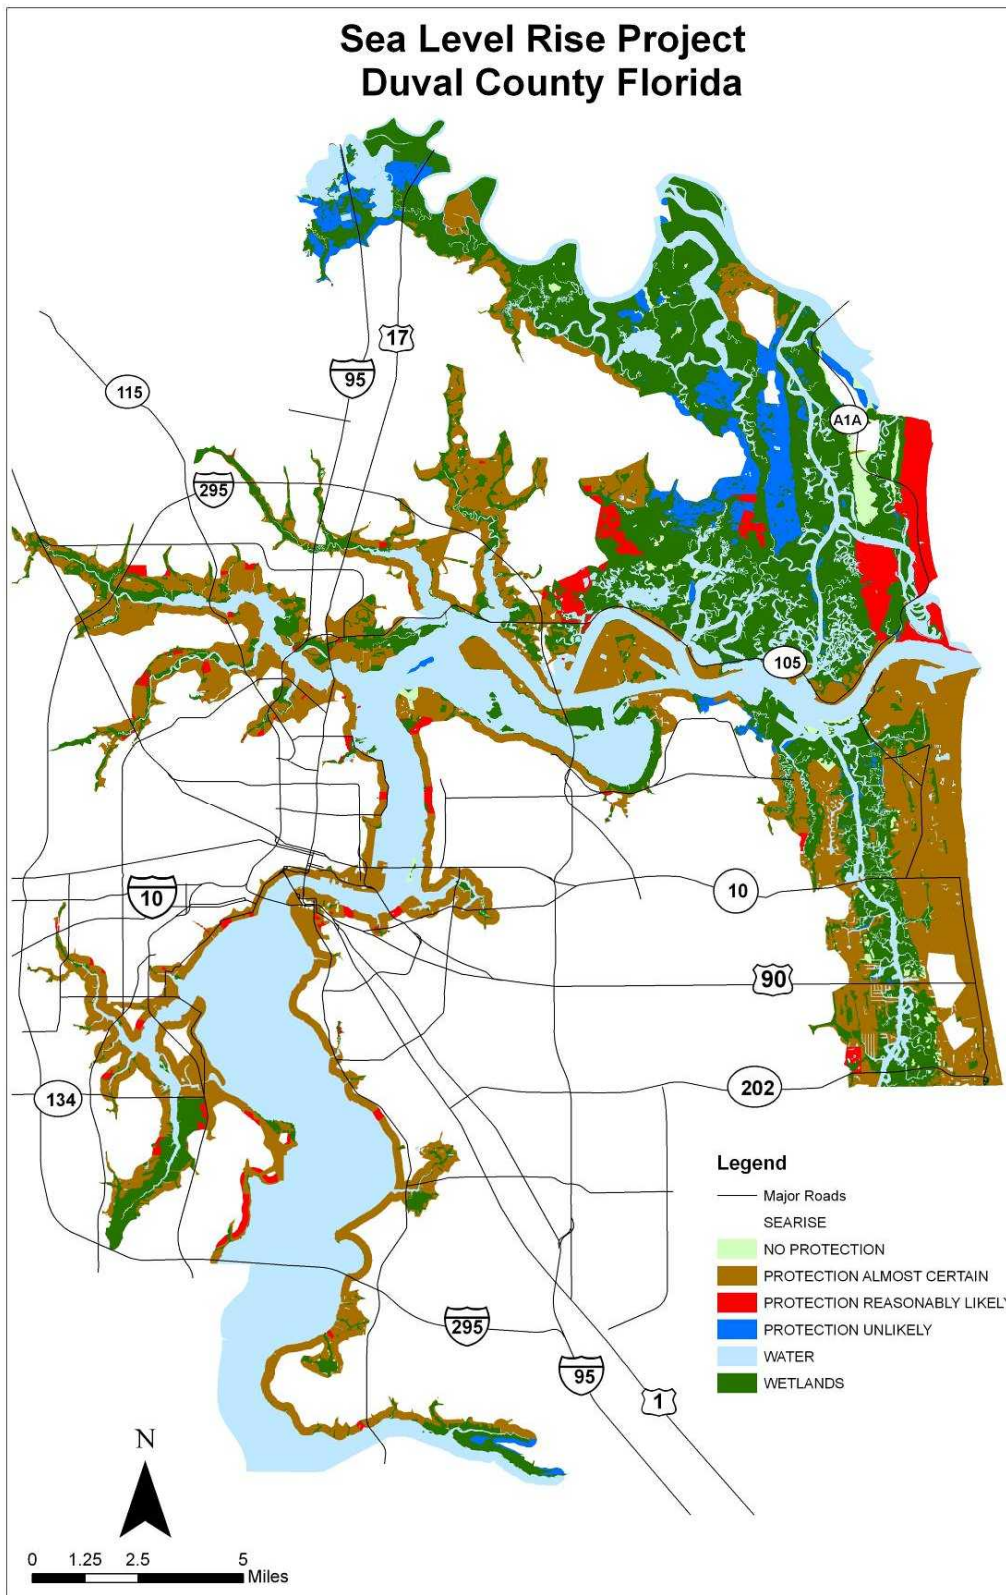 Sea Level Rise Project
Duval County Florida
17
95
115
A1A
295
105
10
10
90
134
202
Legend
Major Roads
SEARISE
NO PROTECTION
PROTECTION ALMOST CERTAIN
PROTECTION REASONABLY LIKELY
PROTECTION UNLIKELY
WATER
WETLANDS
295
95
1
N
0 1.25 2.5 5
Miles